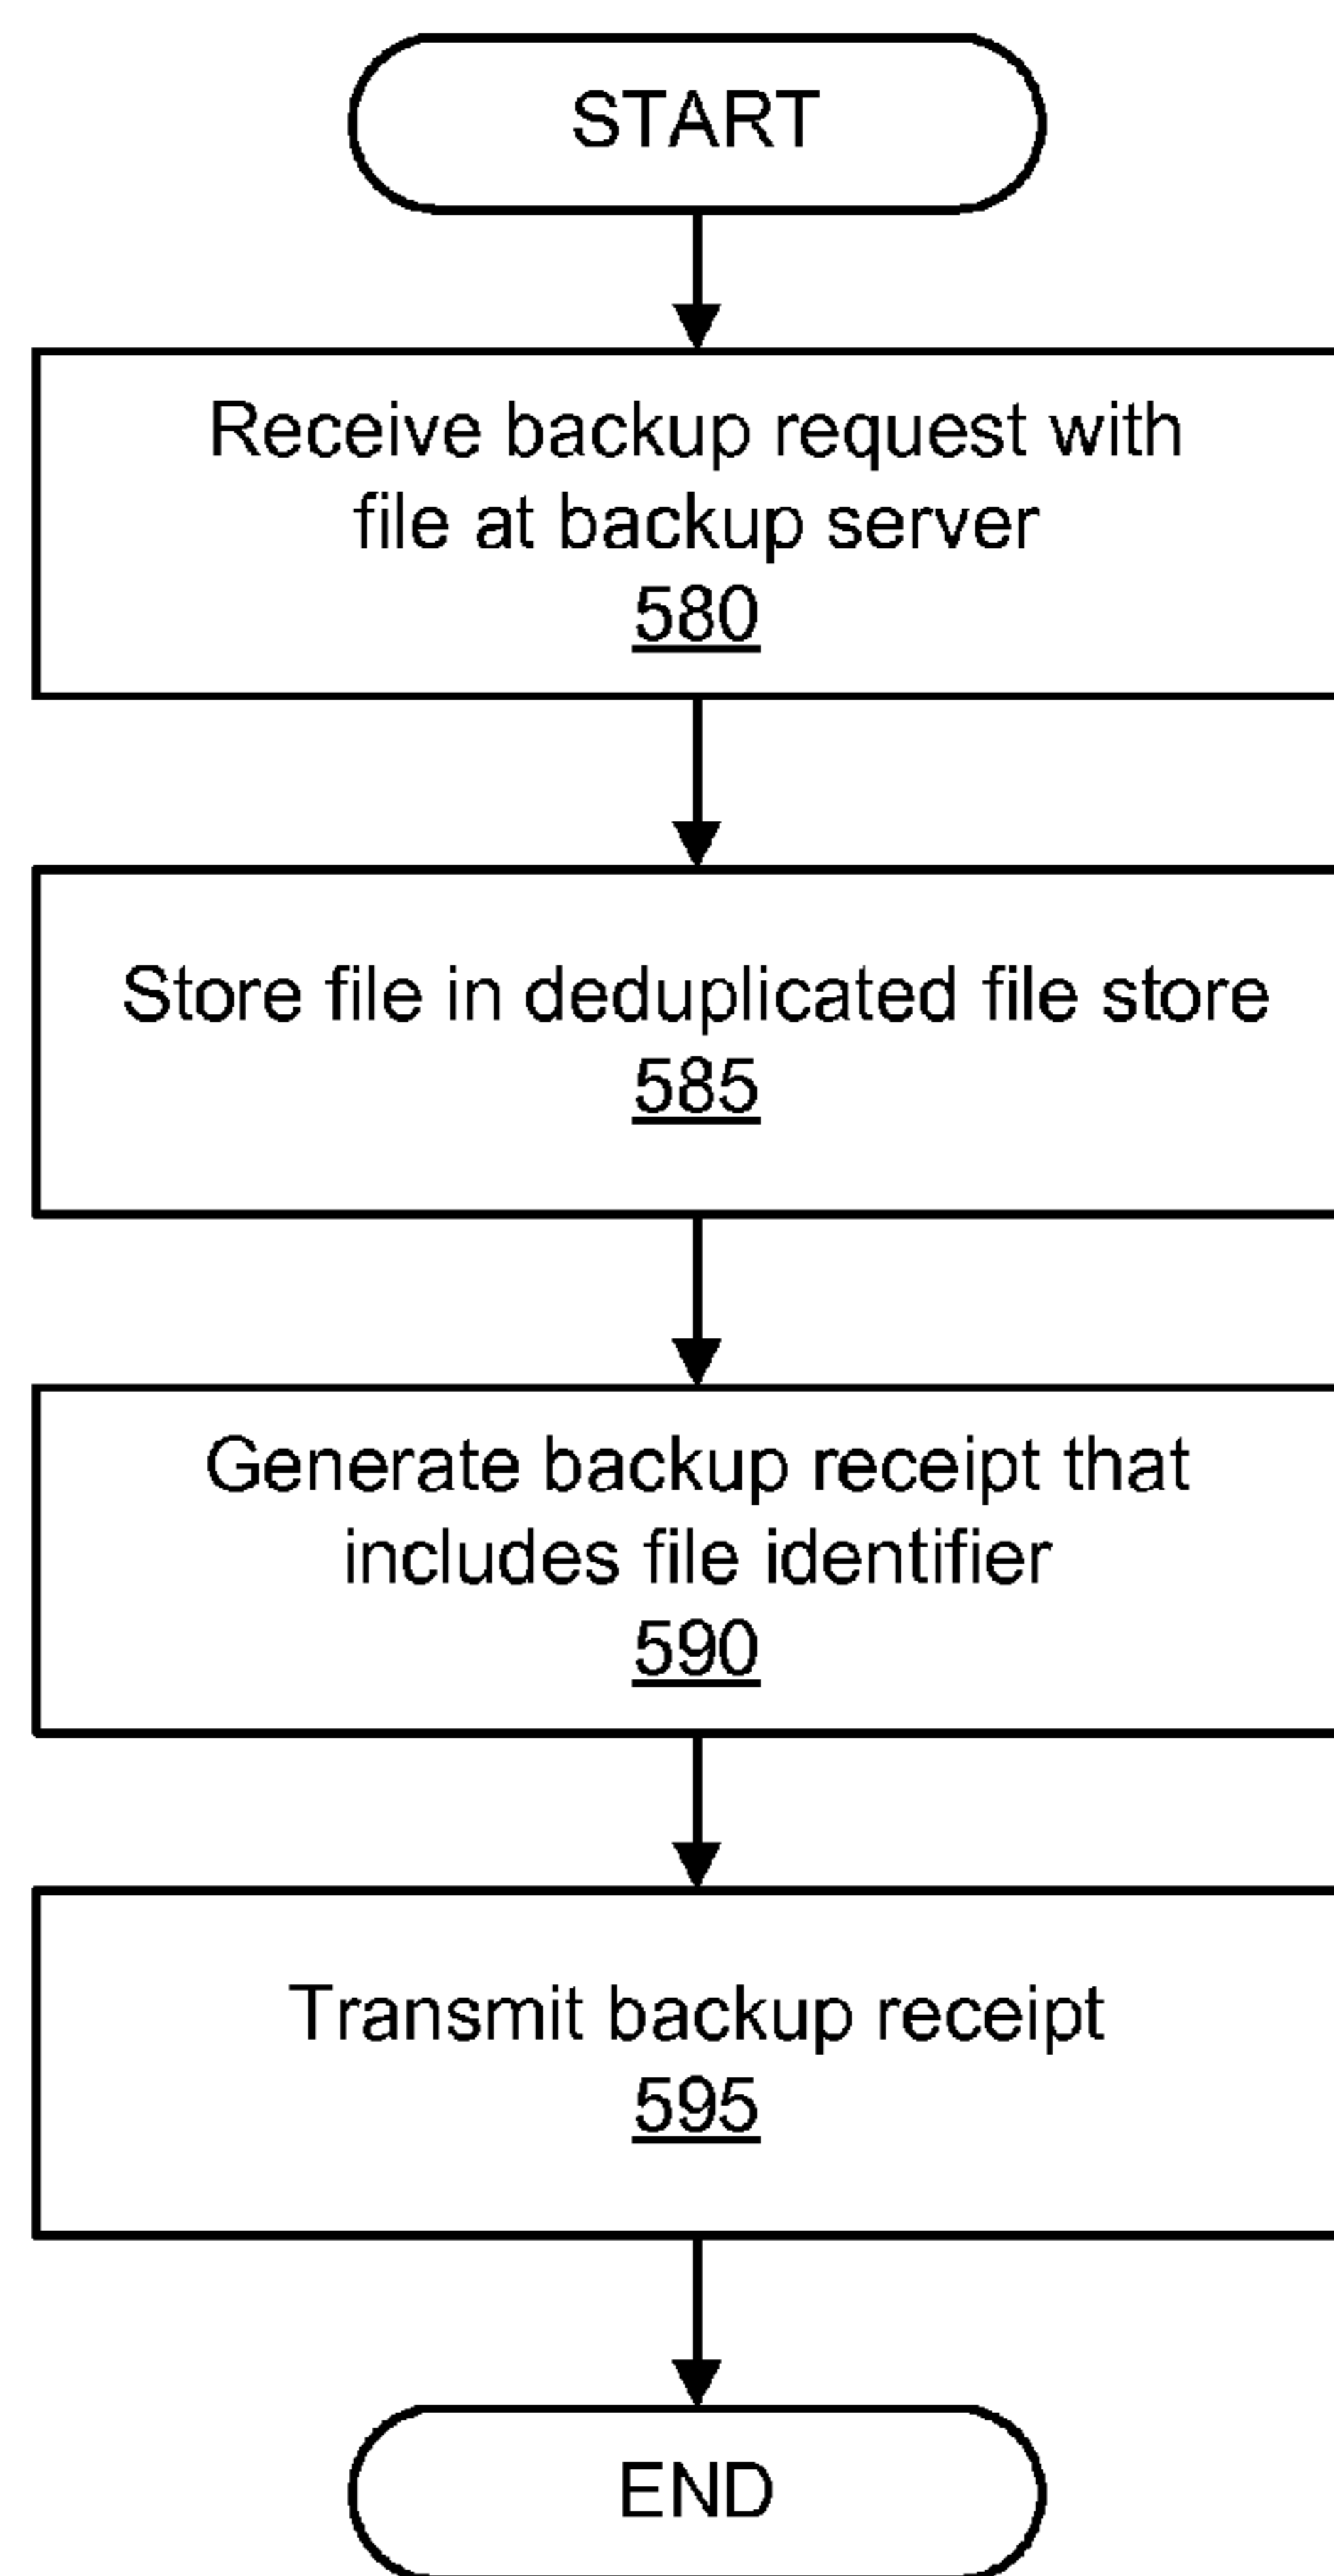 START
Receive backup request with
file at backup server
580
Store file in deduplicated file store
585
Generate backup receipt that
includes file identifier
590
Transmit backup receipt
595
END